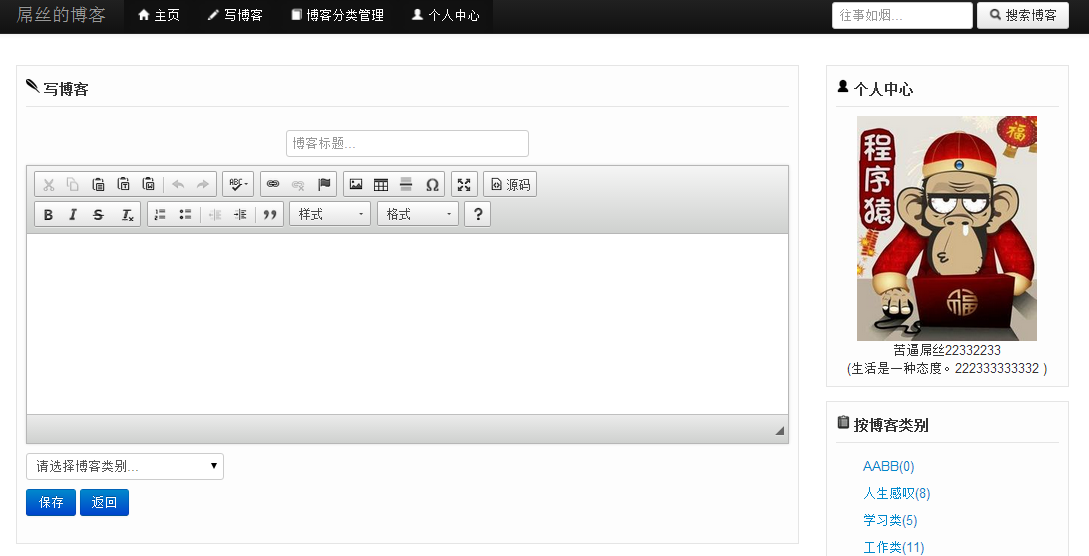 屌丝的博客 主页 写博客 博客分类管理 个人中心 往事如烟... 搜索博客
写博客
博客标题...
ABC 源码
B I S Tx 样式 格式 ?
请选择博客类别...
保存 返回
个人中心
程序猿
福
福
苦逼屌丝22332233
(生活是一种态度。222333333332 )
按博客类别
AABB(0)
人生感叹(8)
学习类(5)
工作类(11)